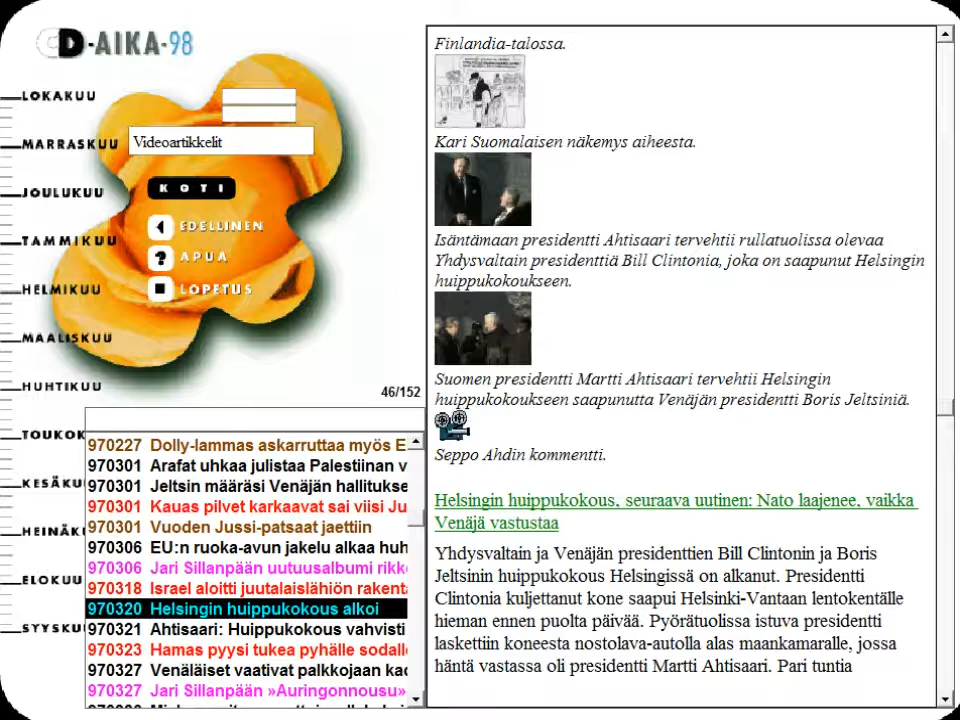 CD-AIKA-98
LOKAKUU
MARRASKUU
JOULUKUU
TAMMIKUU
HELMIKUU
MAALISKUU
HUHTIKUU
TOUKOK
KESÄKU
HEINÄK
ELOKUU
SYYSKU
Videoartikkelit
KOTI
EDELLINEN
? APUA
LOPETUS
46/152
970227 Dolly-lammas askarruttaa myös E
970301 Arafat uhkaa julistaa Palestiinan v
970301 Jeltsin määräsi Venäjän hallitukse
970301 Kauas pilvet karkaavat sai viisi Ju
970301 Vuoden Jussi-patsaat jaettiin
970306 EU:n ruoka-avun jakelu alkaa huh
970306 Jari Sillanpään uutuusalbumi rikk
970318 Israel aloitti juutalaislähiön rakent
970320 Helsingin huippukokous alkoi
970321 Ahtisaari: Huippukokous vahvisti
970323 Hamas pyysi tukea pyhälle sodall
970327 Venäläiset vaativat palkkojaan kad
970327 Jari Sillanpään »Auringonnousu»
Finlandia-talossa.
Kari Suomalaisen näkemys aiheesta.
Isäntämaan presidentti Ahtisaari tervehtii rullatuolissa olevaa
Yhdysvaltain presidenttiä Bill Clintonia, joka on saapunut Helsingin
huippukokoukseen.
Suomen presidentti Martti Ahtisaari tervehtii Helsingin
huippukokoukseen saapunutta Venäjän presidentti Boris Jeltsiniä.
Seppo Ahdin kommentti.
Helsingin huippukokous, seuraava uutinen: Nato laajenee, vaikka
Venäjä vastustaa
Yhdysvaltain ja Venäjän presidenttien Bill Clintonin ja Boris
Jeltsinin huippukokous Helsingissä on alkanut. Presidentti
Clintonia kuljettanut kone saapui Helsinki-Vantaan lentokentälle
hieman ennen puolta päivää. Pyörätuolissa istuva presidentti
laskettiin koneesta nostolava-autolla alas maankamaralle, jossa
häntä vastassa oli presidentti Martti Ahtisaari. Pari tuntia